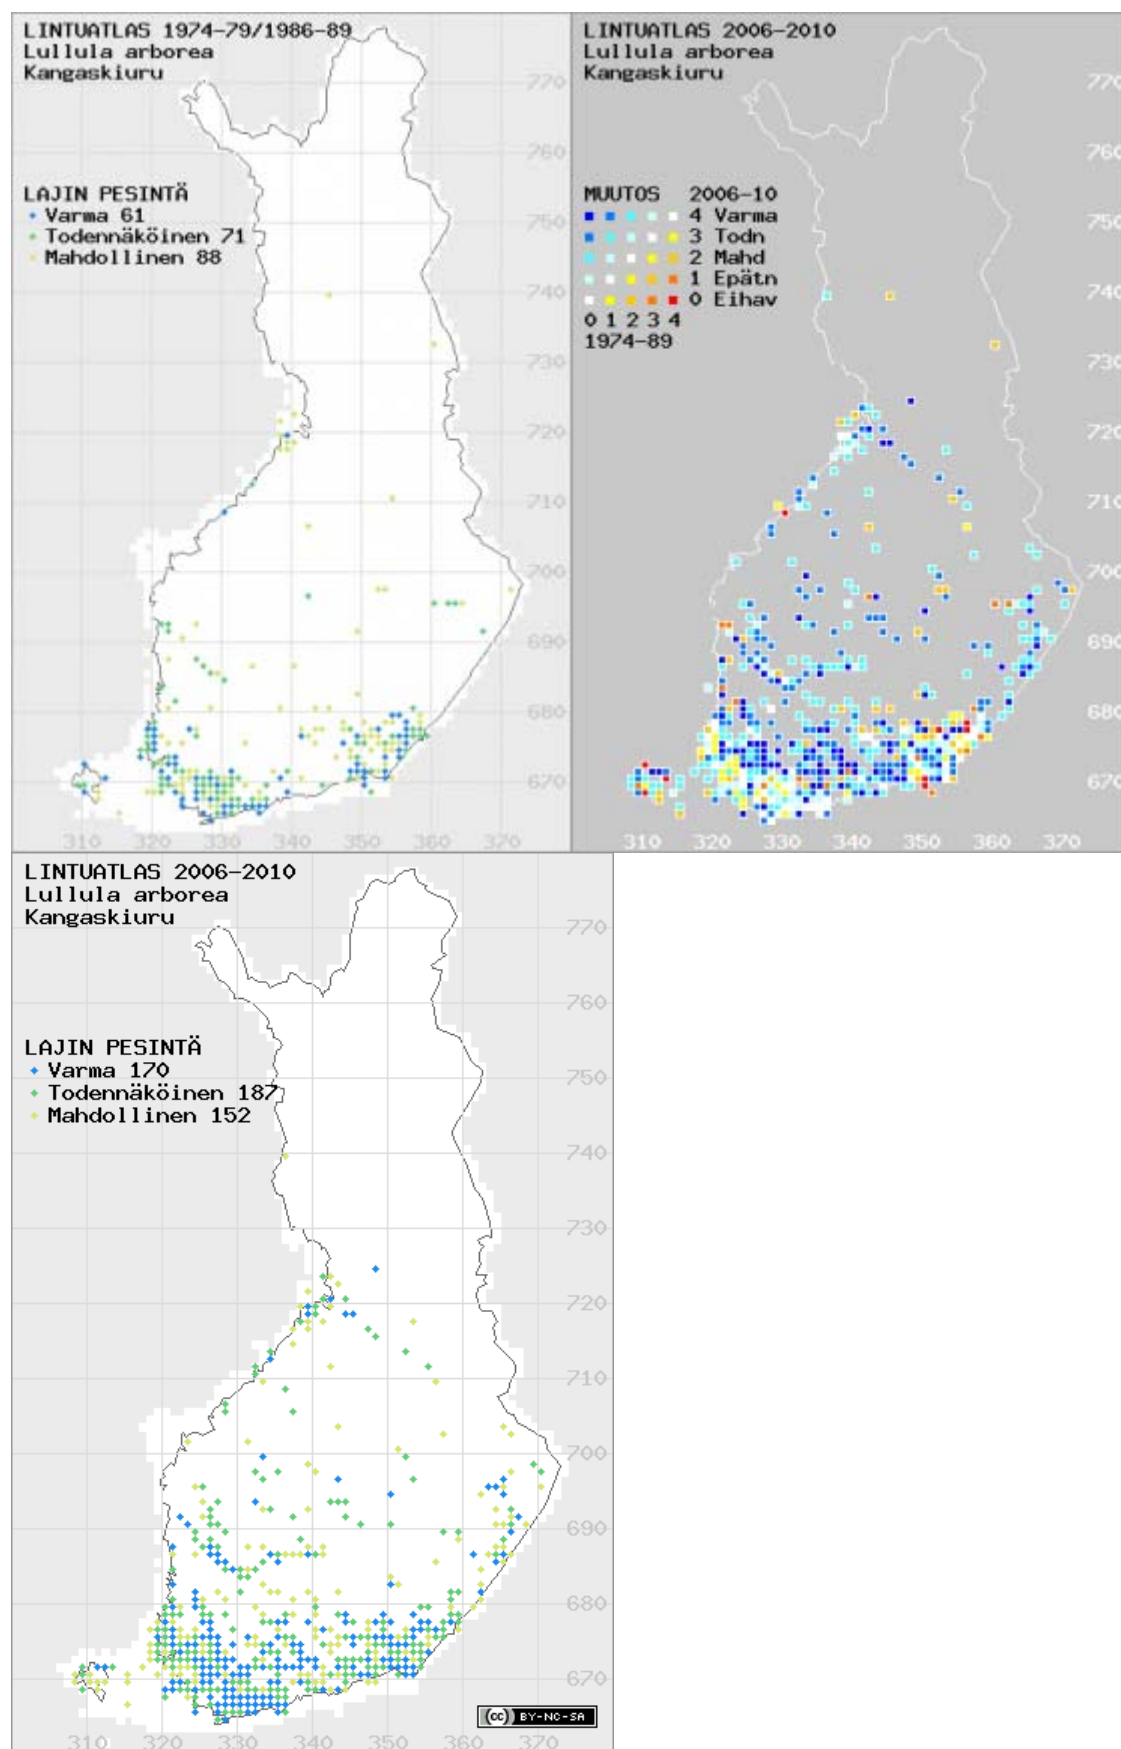 LINTUATLAS 1974-79/1986-89
Lullula arborea
Kangaskiuru
LAJIN PESINTÄ
Varma 61
Todennäköinen 71
Mahdollinen 88
770
760
750
740
730
720
710
700
690
680
670
310 320 330 340 350 360 370
LINTUATLAS 2006-2010
Lullula arborea
Kangaskiuru
MUUTOS 2006-10
4 Varma
3 Todn
2 Mahd
1 Epätn
0 Eihav
0 1 2 3 4
1974-89
770
760
750
740
730
720
710
700
690
680
670
310 320 330 340 350 360 370
LINTUATLAS 2006-2010
Lullula arborea
Kangaskiuru
LAJIN PESINTÄ
Varma 170
Todennäköinen 187
Mahdollinen 152
770
760
750
740
730
720
710
700
690
680
670
310 320 330 340 350 360 370
cc BY-NC-SA